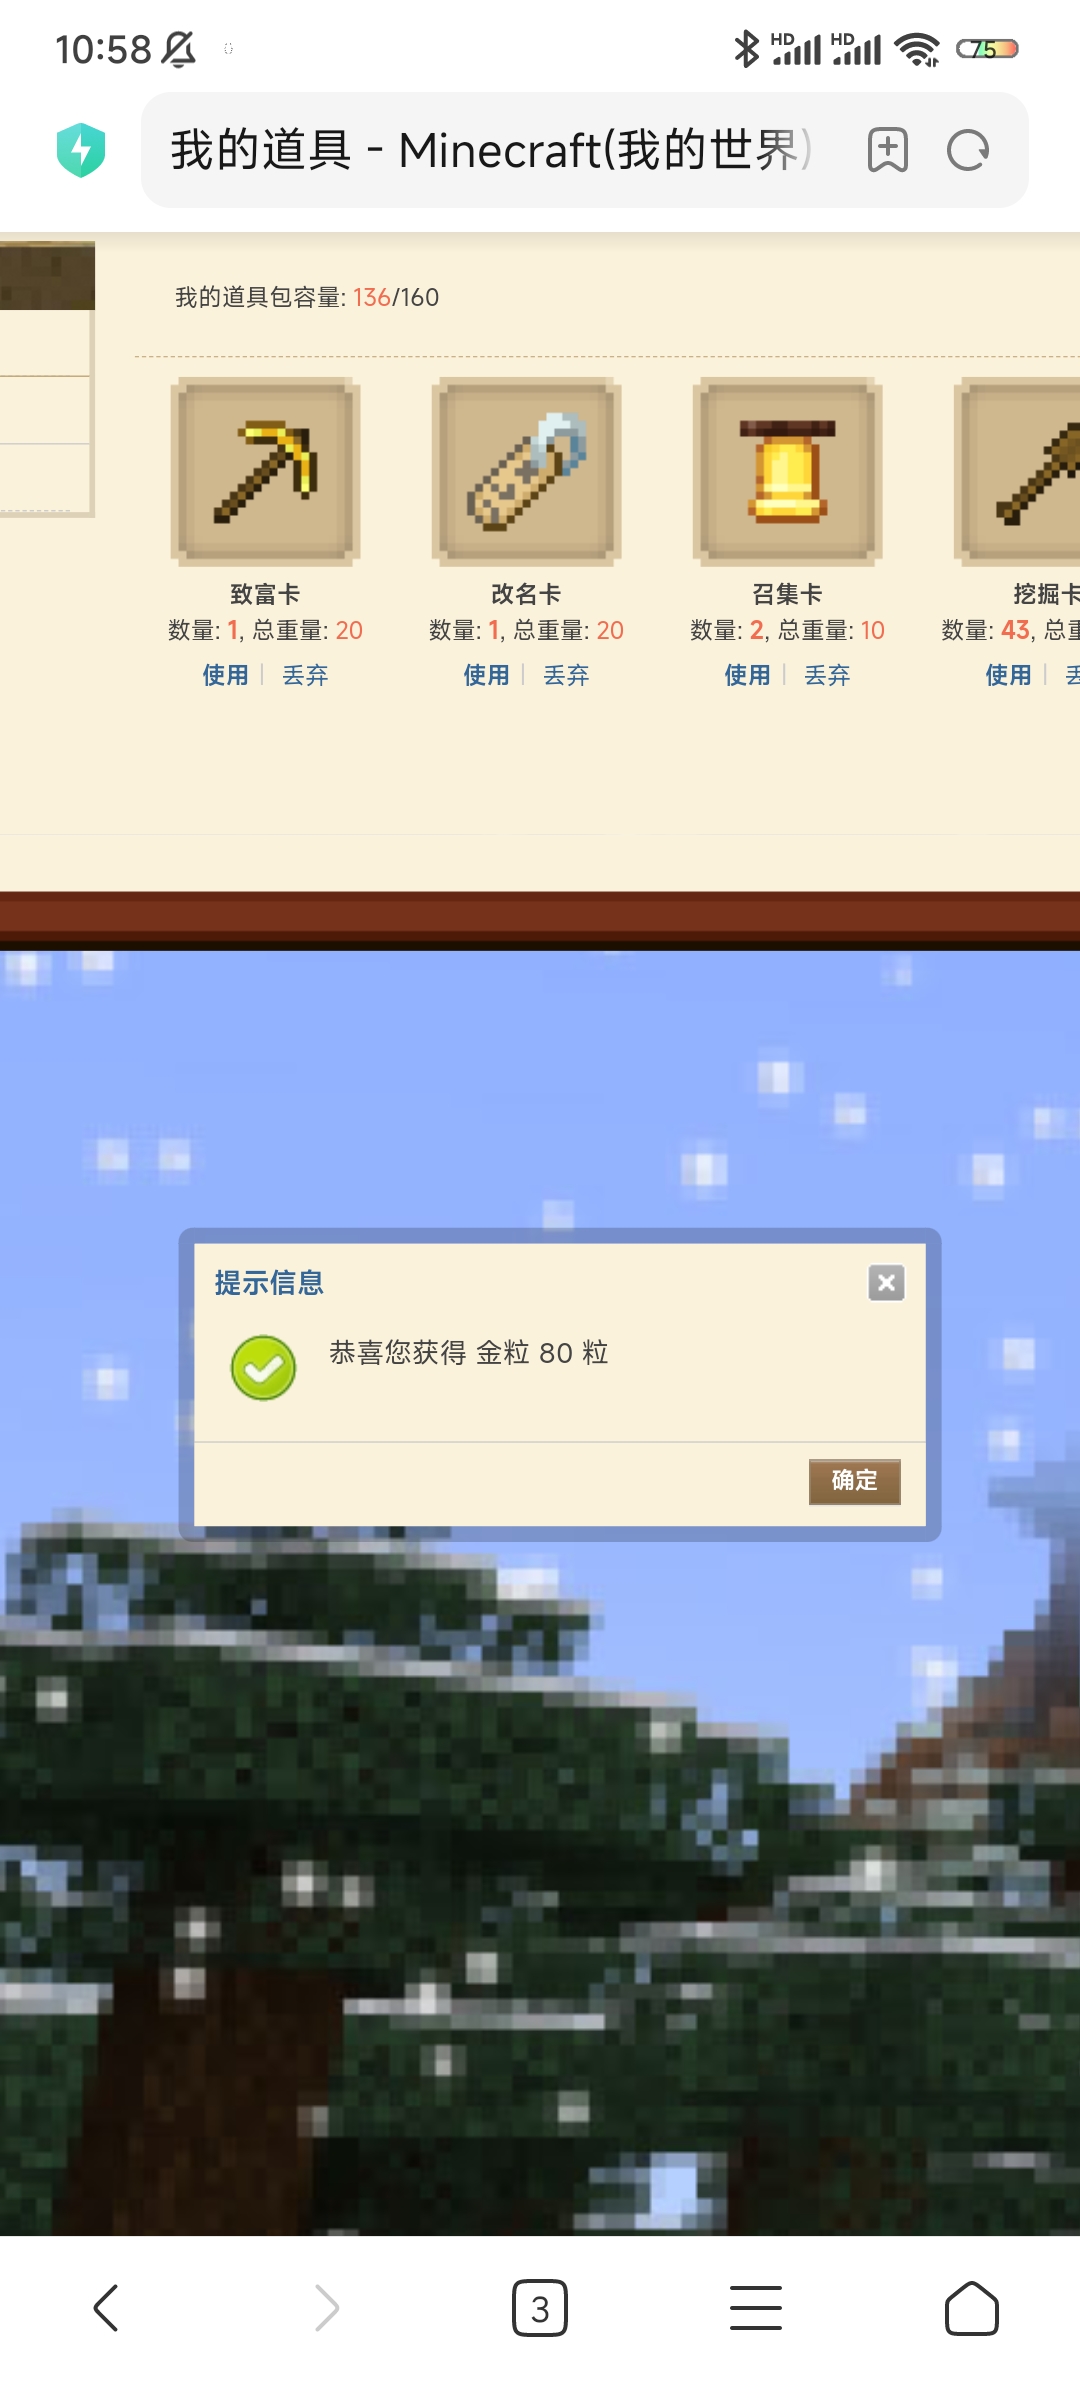 10:58
HD HD 75
我的道具 - Minecraft(我的世界)
我的道具包容量: 136/160
致富卡 改名卡 召集卡 挖掘卡
数量: 1, 总重量: 20 数量: 1, 总重量: 20 数量: 2, 总重量: 10 数量: 43, 总
使用 丢弃 使用 丢弃 使用 丢弃 使用
提示信息
恭喜您获得 金粒 80 粒
确定
3